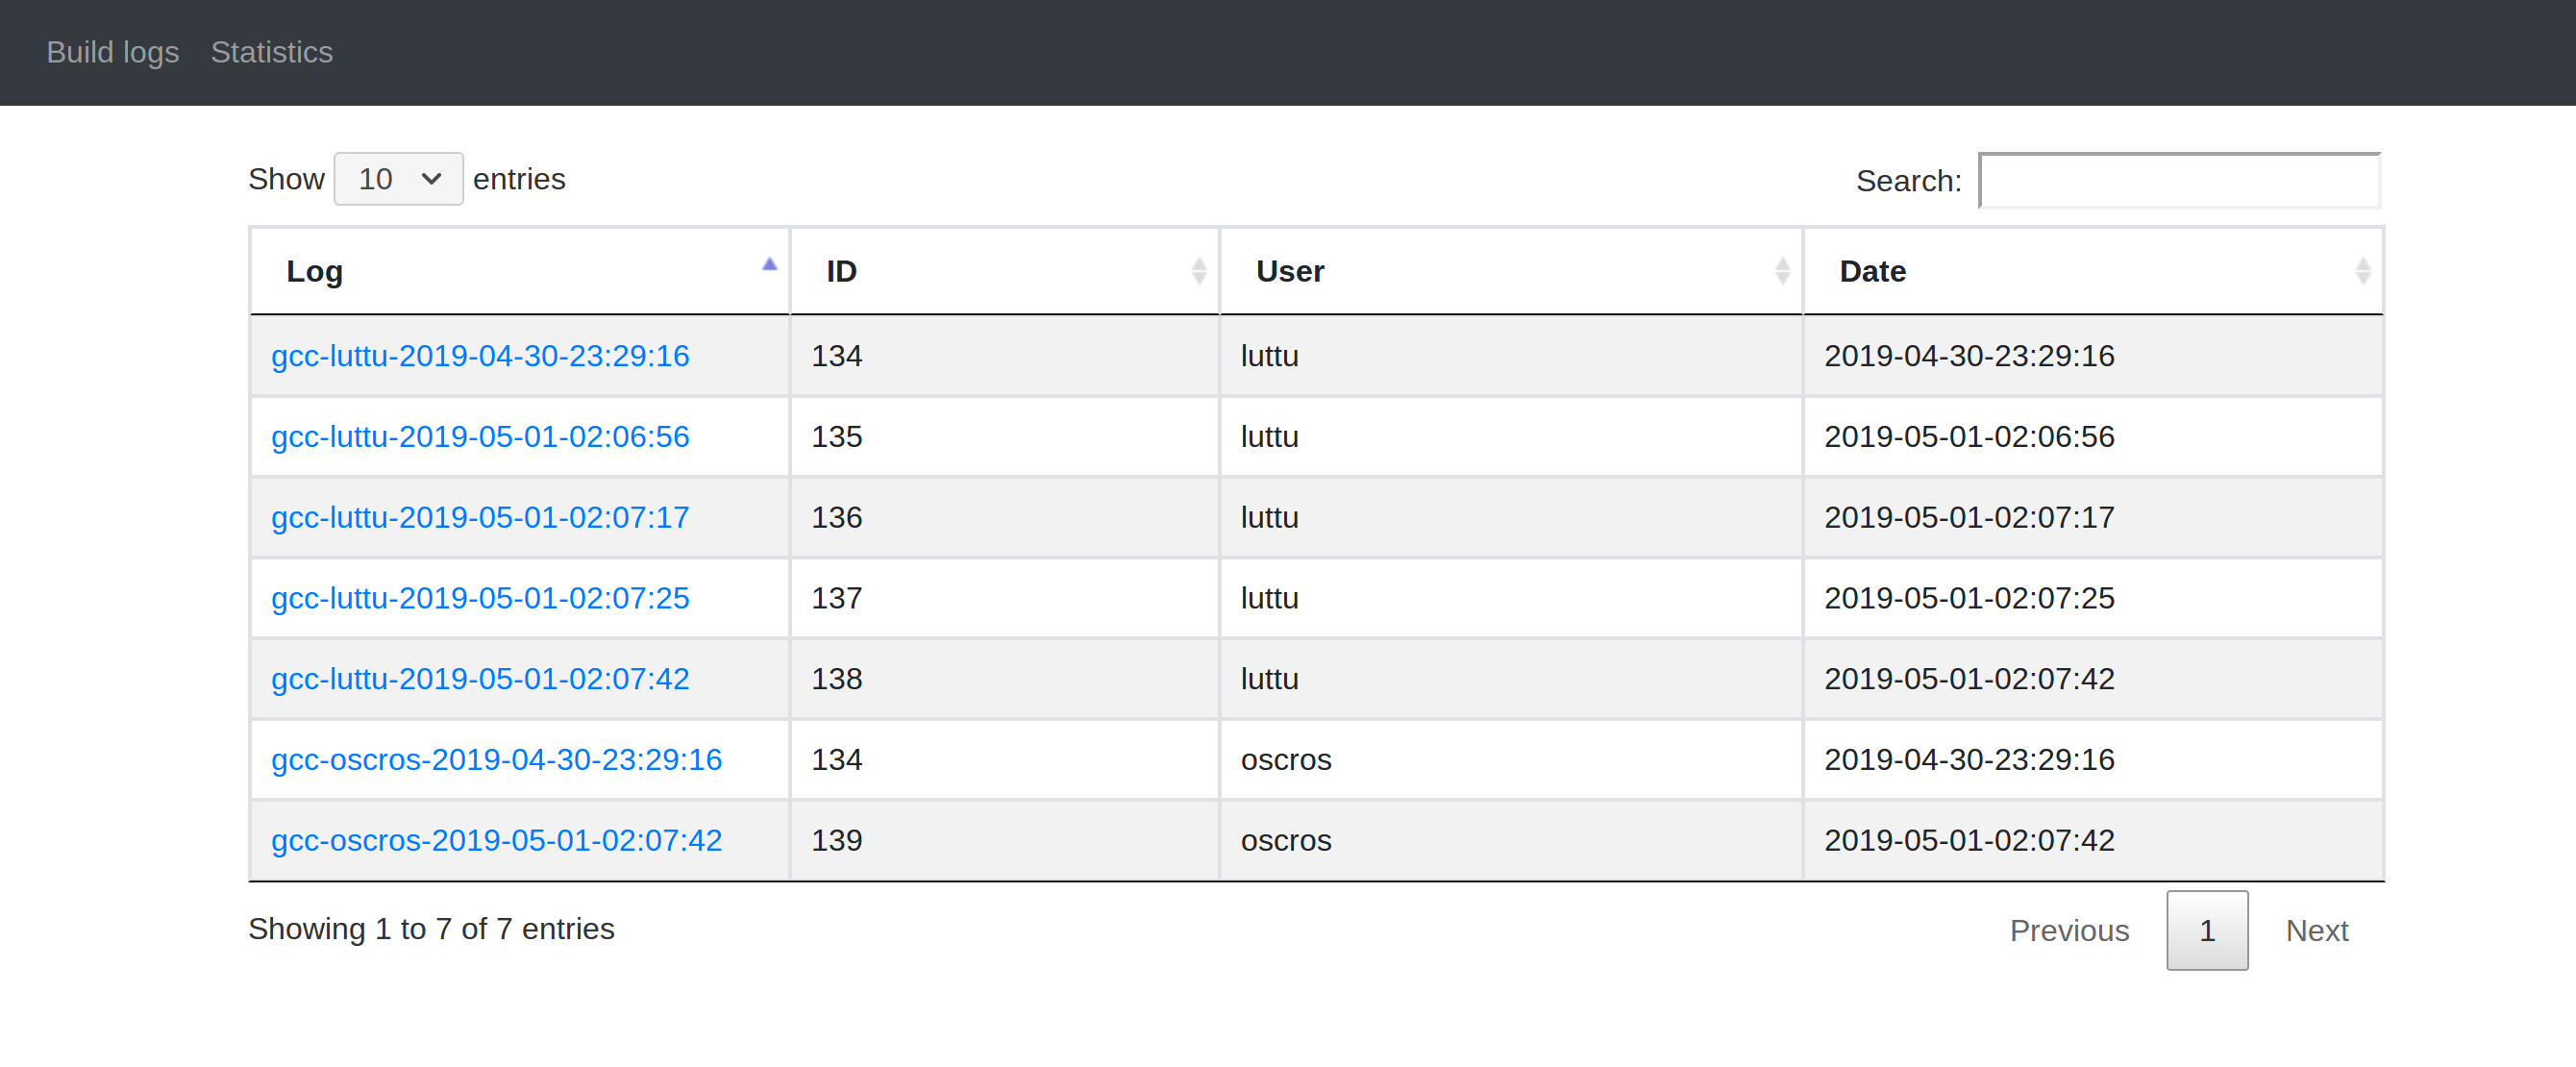 Build logs Statistics
Show 10 entries Search:
Log ID User Date
gcc-luttu-2019-04-30-23:29:16 134 luttu 2019-04-30-23:29:16
gcc-luttu-2019-05-01-02:06:56 135 luttu 2019-05-01-02:06:56
gcc-luttu-2019-05-01-02:07:17 136 luttu 2019-05-01-02:07:17
gcc-luttu-2019-05-01-02:07:25 137 luttu 2019-05-01-02:07:25
gcc-luttu-2019-05-01-02:07:42 138 luttu 2019-05-01-02:07:42
gcc-oscros-2019-04-30-23:29:16 134 oscros 2019-04-30-23:29:16
gcc-oscros-2019-05-01-02:07:42 139 oscros 2019-05-01-02:07:42
Showing 1 to 7 of 7 entries Previous 1 Next